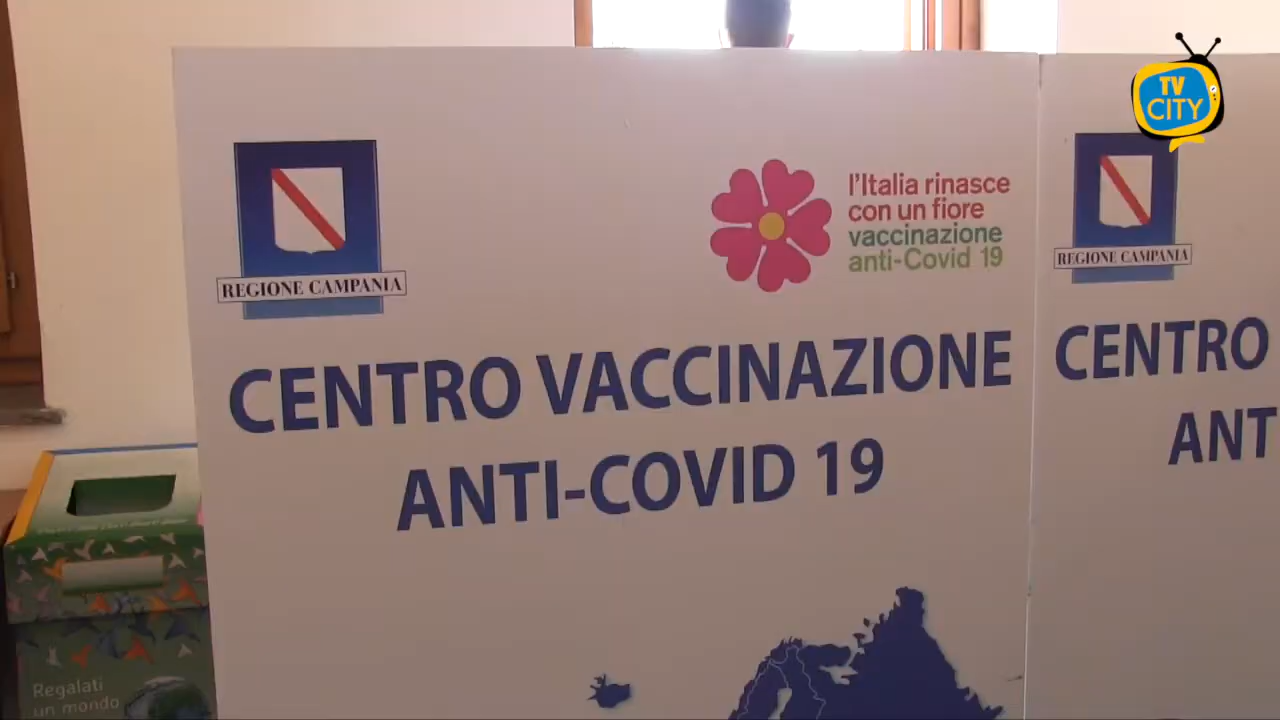 TV
CITY
REGIONE CAMPANIA
l'Italia rinasce
con un fiore
vaccinazione
anti-Covid 19
CENTRO VACCINAZIONE
ANTI-COVID 19
REGIONE CAMPANIA
CENTRO
ANT
Regalati
un mondo